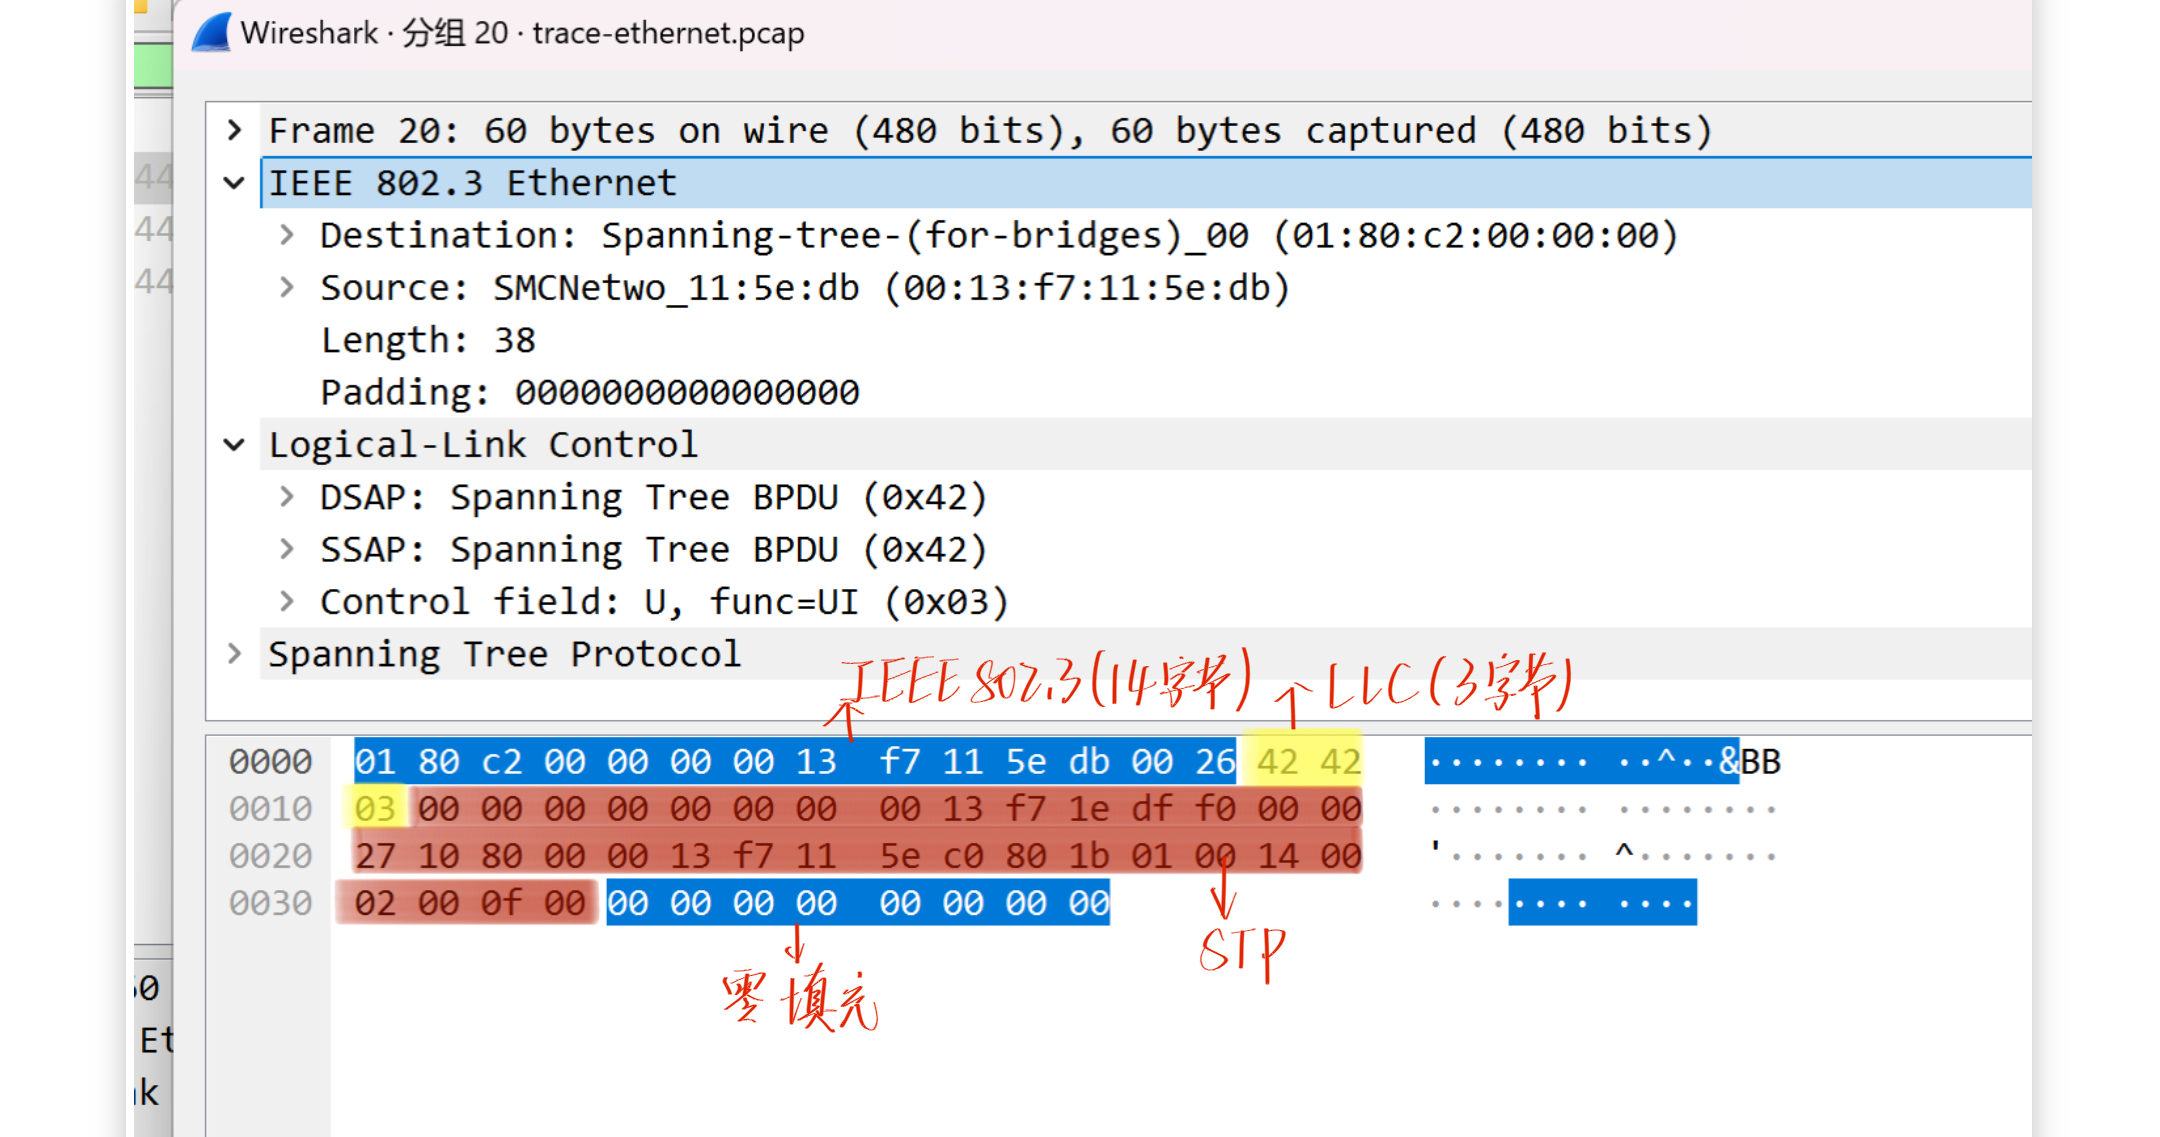 Wireshark · 分组 20 · trace-ethernet.pcap
44
44
44
Frame 20: 60 bytes on wire (480 bits), 60 bytes captured (480 bits)
IEEE 802.3 Ethernet
Destination: Spanning-tree-(for-bridges)_00 (01:80:c2:00:00:00)
Source: SMCNetwo_11:5e:db (00:13:f7:11:5e:db)
Length: 38
Padding: 0000000000000000
Logical-Link Control
DSAP: Spanning Tree BPDU (0x42)
SSAP: Spanning Tree BPDU (0x42)
Control field: U, func=UI (0x03)
Spanning Tree Protocol
IEEE 802.3(14字节) LLC(3字节)
0000 01 80 c2 00 00 00 00 13 f7 11 5e db 00 26 42 42 ········ ··^··&BB
0010 03 00 00 00 00 00 00 00 00 13 f7 1e df f0 00 00 ········ ········
0020 27 10 80 00 00 13 f7 11 5e c0 80 1b 01 00 14 00 '······· ^·······
0030 02 00 0f 00 00 00 00 00 00 00 00 00 ········ ····
STP
零填充
60
Et
nk